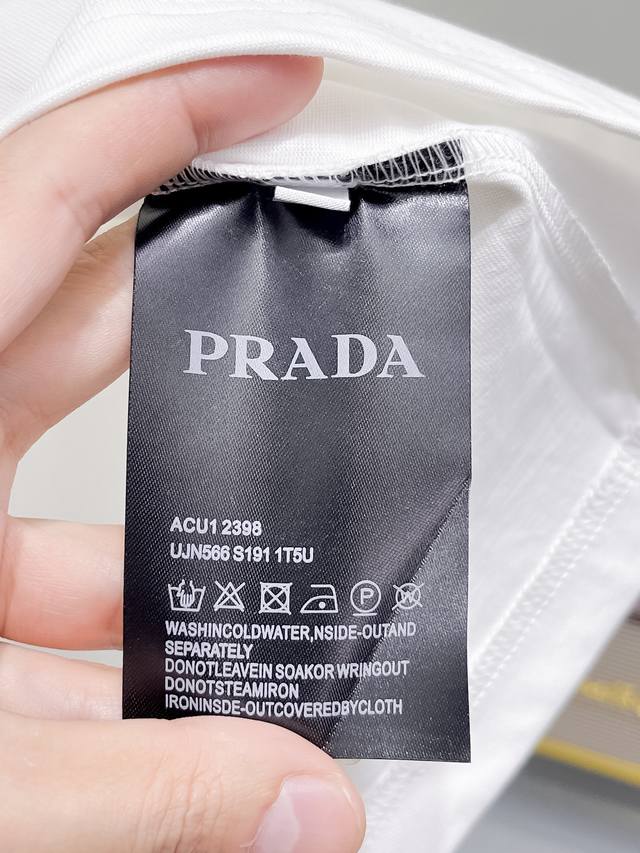 PRADA
ACU1 2398
UJN566 S191 1T5U
P W
WASHINCOLDWATER,NSIDE-OUTAND
SEPARATELY
DONOTLEAVEIN SOAKOR WRINGOUT
DONOTSTEAMIRON
IRONINSDE-OUTCOVEREDBYCLOTH